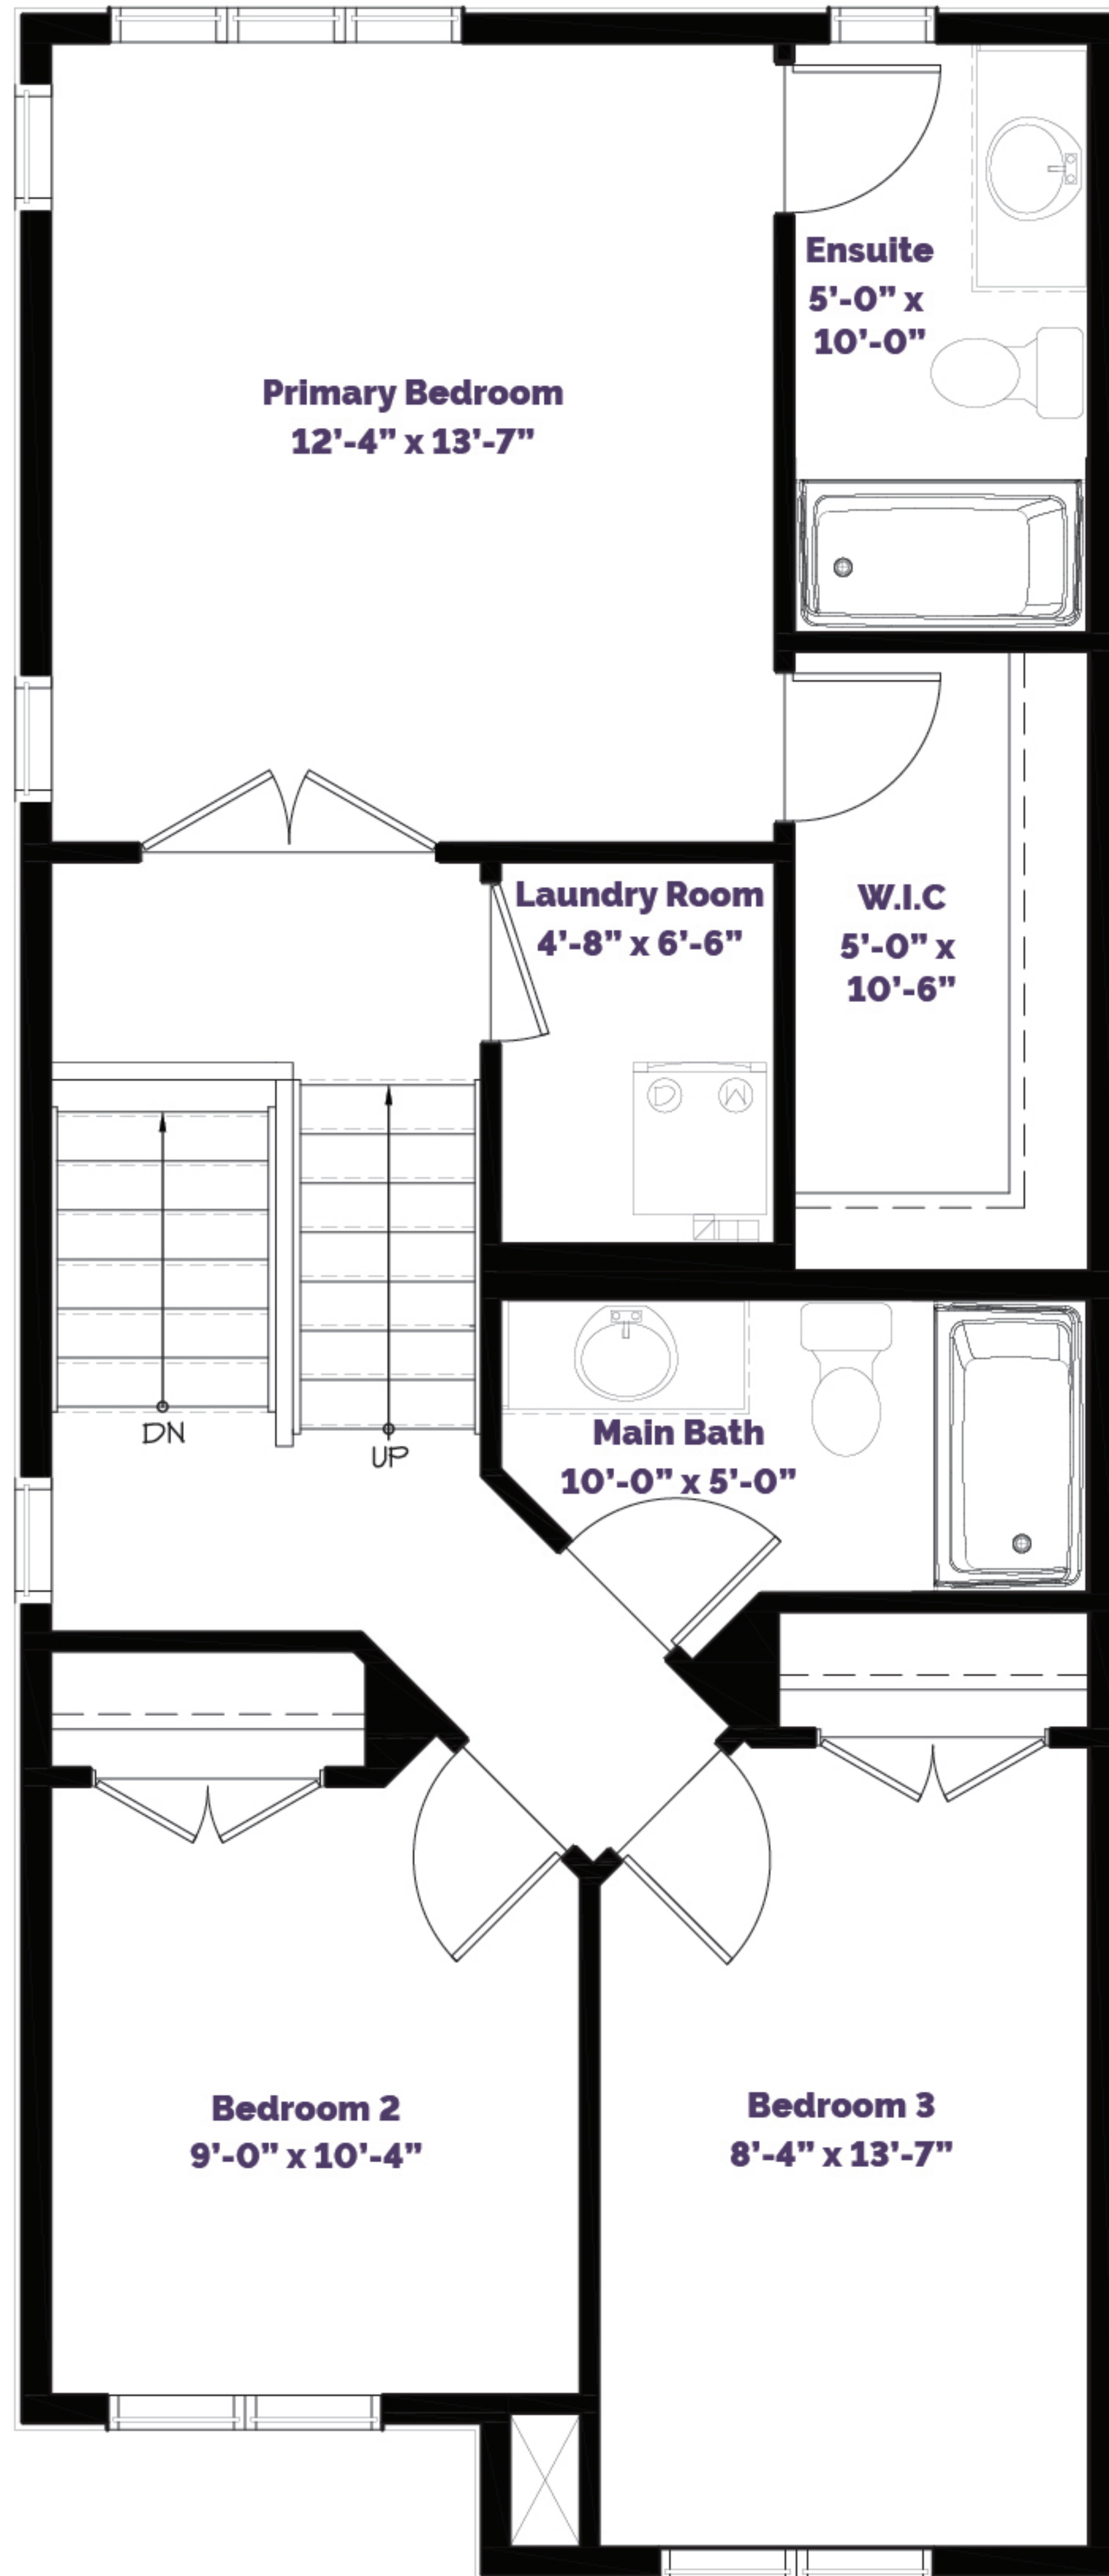 Ensuite
5’-0” x
10’-0”
Primary Bedroom
12’-4” x 13’-7”
Laundry Room
4’-8” x 6’-6”
W.I.C
5’-0” x
10’-6”
D W
DN
UP
Main Bath
10’-0” x 5’-0”
Bedroom 2
9’-0” x 10’-4”
Bedroom 3
8’-4” x 13’-7”